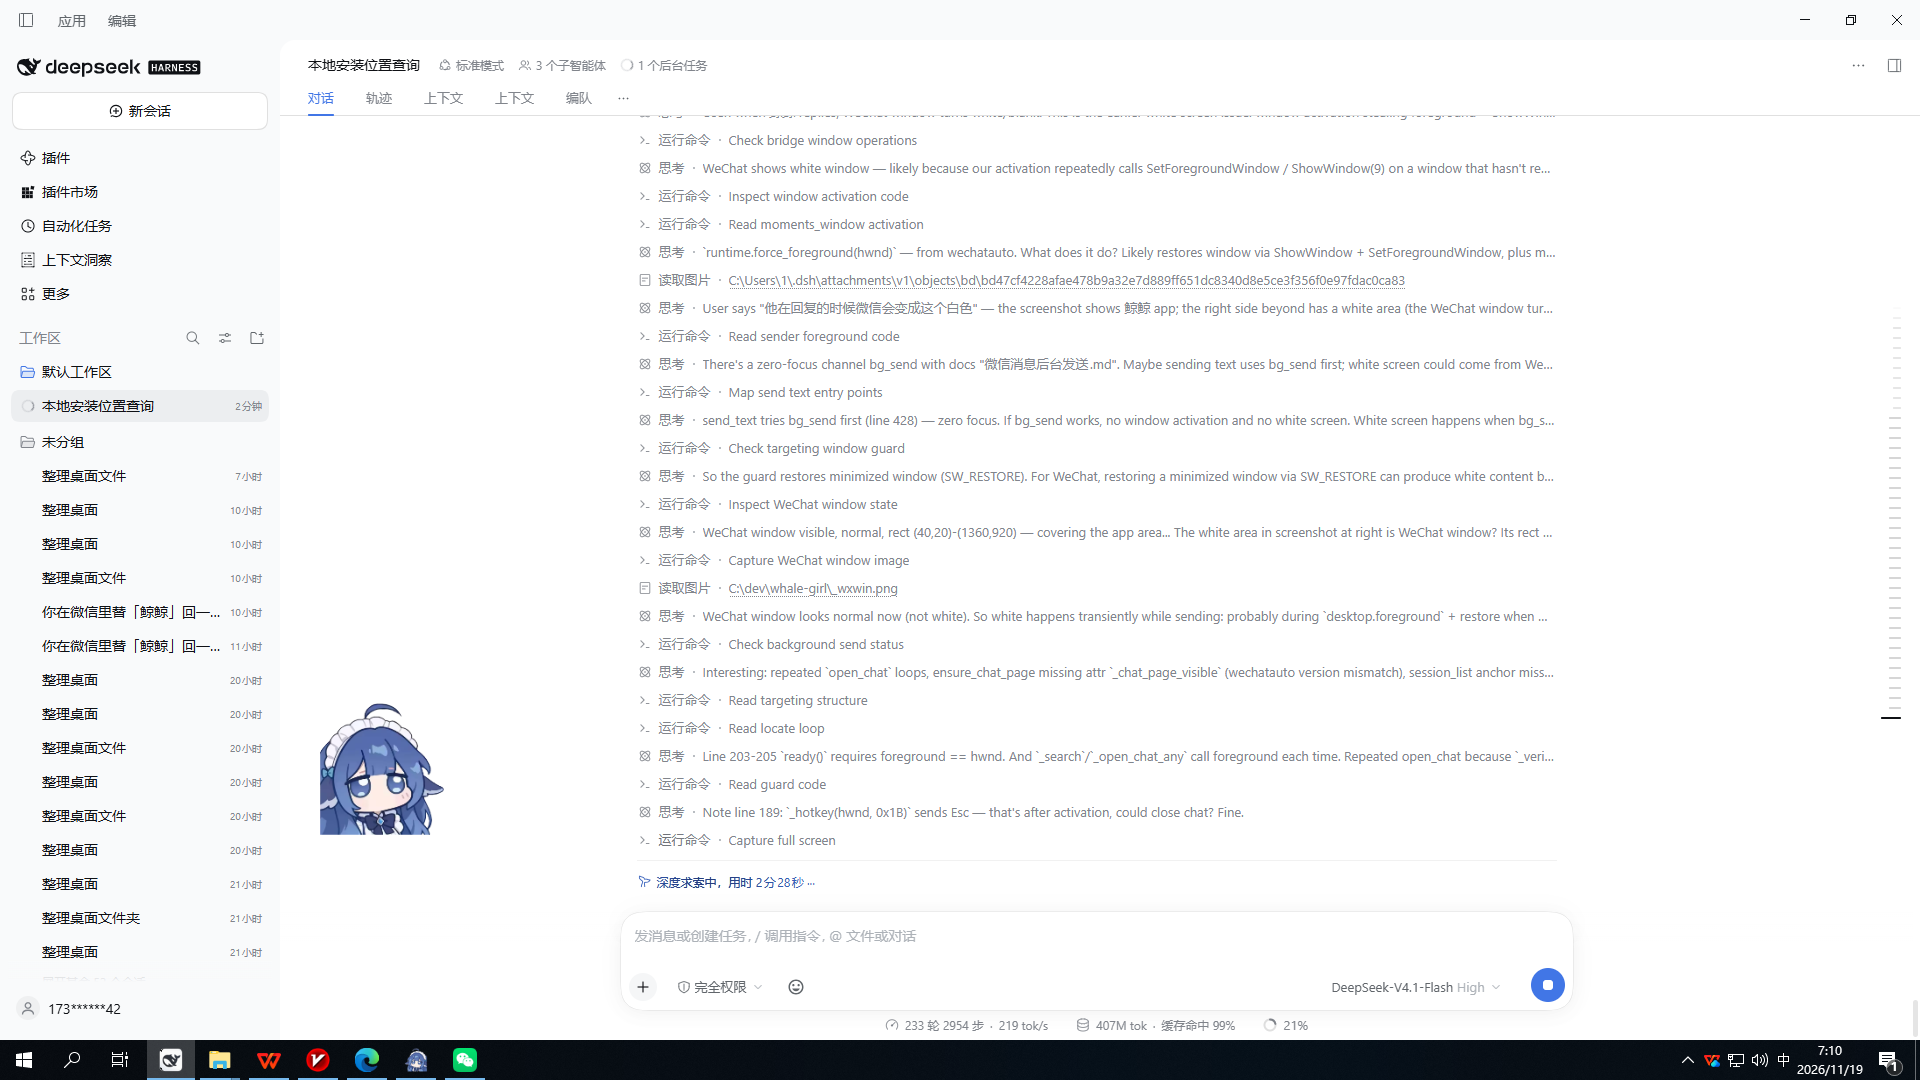 应用 编辑
deepseek HARNESS
新会话
插件
插件市场
自动化任务
上下文洞察
更多
工作区
默认工作区
本地安装位置查询 2分钟
未分组
整理桌面文件 7小时
整理桌面 10小时
整理桌面 10小时
整理桌面文件 10小时
你在微信里替「鲸鲸」回一... 10小时
你在微信里替「鲸鲸」回一... 11小时
整理桌面 20小时
整理桌面 20小时
整理桌面文件 20小时
整理桌面 20小时
整理桌面文件 20小时
整理桌面 20小时
整理桌面 21小时
整理桌面文件夹 21小时
整理桌面 21小时
173******42
本地安装位置查询 标准模式 3 个子智能体 1 个后台任务
对话 轨迹 上下文 上下文 编队 ...
运行命令 · Check bridge window operations
思考 · WeChat shows white window — likely because our activation repeatedly calls SetForegroundWindow / ShowWindow(9) on a window that hasn't re...
运行命令 · Inspect window activation code
运行命令 · Read moments_window activation
思考 · `runtime.force_foreground(hwnd)` — from wechatauto. What does it do? Likely restores window via ShowWindow + SetForegroundWindow, plus m...
读取图片 · C:\Users\1\.dsh\attachments\v1\objects\bd\bd47cf4228afae478b9a32e7d889ff651dc8340d8e5ce3f356f0e97fdac0ca83
思考 · User says "他在回复的时候微信会变成这个白色" — the screenshot shows 鲸鲸 app; the right side beyond has a white area (the WeChat window tur...
运行命令 · Read sender foreground code
思考 · There's a zero-focus channel bg_send with docs "微信消息后台发送.md". Maybe sending text uses bg_send first; white screen could come from We...
运行命令 · Map send text entry points
思考 · send_text tries bg_send first (line 428) — zero focus. If bg_send works, no window activation and no white screen. White screen happens when bg_s...
运行命令 · Check targeting window guard
思考 · So the guard restores minimized window (SW_RESTORE). For WeChat, restoring a minimized window via SW_RESTORE can produce white content b...
运行命令 · Inspect WeChat window state
思考 · WeChat window visible, normal, rect (40,20)-(1360,920) — covering the app area... The white area in screenshot at right is WeChat window? Its rect ...
运行命令 · Capture WeChat window image
读取图片 · C:\dev\whale-girl\_wxwin.png
思考 · WeChat window looks normal now (not white). So white happens transiently while sending: probably during `desktop.foreground` + restore when ...
运行命令 · Check background send status
思考 · Interesting: repeated `open_chat` loops, ensure_chat_page missing attr `_chat_page_visible` (wechatauto version mismatch), session_list anchor miss...
运行命令 · Read targeting structure
运行命令 · Read locate loop
思考 · Line 203-205 `ready()` requires foreground == hwnd. And `_search`/`_open_chat_any` call foreground each time. Repeated open_chat because `_veri...
运行命令 · Read guard code
思考 · Note line 189: `_hotkey(hwnd, 0x1B)` sends Esc — that's after activation, could close chat? Fine.
运行命令 · Capture full screen
深度求索中，用时 2分28秒 ...
发消息或创建任务, / 调用指令, @ 文件或对话
完全权限
DeepSeek-V4.1-Flash High
233 轮 2954 步 · 219 tok/s 407M tok · 缓存命中 99% 21%
中
7:10
2026/11/19
1